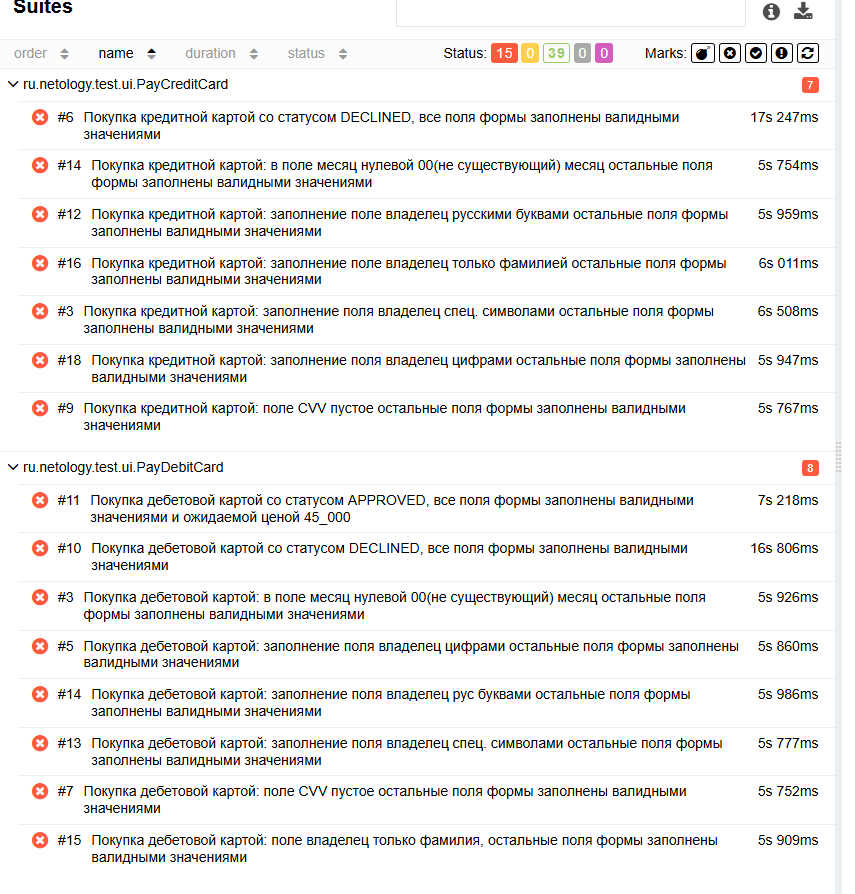 Suites
order name duration status Status: 15 0 39 0 0 Marks:
ru.netology.test.ui.PayCreditCard 7
#6 Покупка кредитной картой со статусом DECLINED, все поля формы заполнены валидными 17s 247ms
значениями
#14 Покупка кредитной картой: в поле месяц нулевой 00(не существующий) месяц остальные поля 5s 754ms
формы заполнены валидными значениями
#12 Покупка кредитной картой: заполнение поле владелец русскими буквами остальные поля формы 5s 959ms
заполнены валидными значениями
#16 Покупка кредитной картой: заполнение поле владелец только фамилией остальные поля формы 6s 011ms
заполнены валидными значениями
#3 Покупка кредитной картой: заполнение поля владелец спец. символами остальные поля формы 6s 508ms
заполнены валидными значениями
#18 Покупка кредитной картой: заполнение поля владелец цифрами остальные поля формы заполнены 5s 947ms
валидными значениями
#9 Покупка кредитной картой: поле CVV пустое остальные поля формы заполнены валидными 5s 767ms
значениями
ru.netology.test.ui.PayDebitCard 8
#11 Покупка дебетовой картой со статусом APPROVED, все поля формы заполнены валидными 7s 218ms
значениями и ожидаемой ценой 45_000
#10 Покупка дебетовой картой со статусом DECLINED, все поля формы заполнены валидными 16s 806ms
значениями
#3 Покупка дебетовой картой: в поле месяц нулевой 00(не существующий) месяц остальные поля 5s 926ms
формы заполнены валидными значениями
#5 Покупка дебетовой картой: заполнение поля владелец цифрами остальные поля формы заполнены 5s 860ms
валидными значениями
#14 Покупка дебетовой картой: заполнение поля владелец рус буквами остальные поля формы 5s 986ms
заполнены валидными значениями
#13 Покупка дебетовой картой: заполнение поля владелец спец. символами остальные поля формы 5s 777ms
заполнены валидными значениями
#7 Покупка дебетовой картой: поле CVV пустое остальные поля формы заполнены валидными 5s 752ms
значениями
#15 Покупка дебетовой картой: поле владелец только фамилия, остальные поля формы заполнены 5s 909ms
валидными значениями